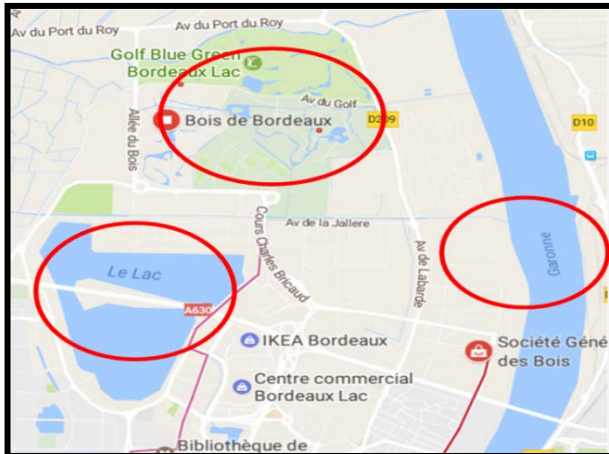 Av du Port du Roy
Av du Port du Roy
Golf Blue Green
Bordeaux Lac
Av du Golf
Bois de Bordeaux
D209
D10
Allée du Bois
Av de la Jallere
Cours Charles Bricaud
Av de Labarde
Garonne
Le Lac
A630
IKEA Bordeaux
Société Géné
des Bois
Centre commercial
Bordeaux Lac
Bibliothèque de